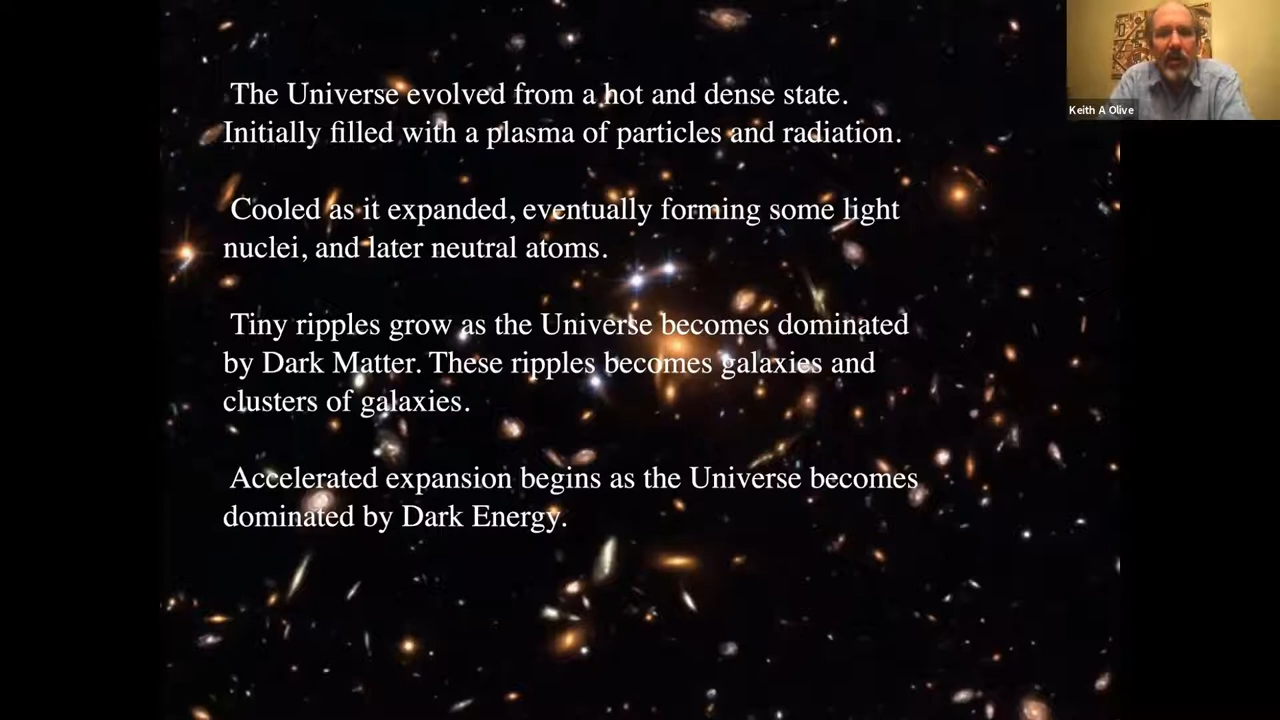 The Universe evolved from a hot and dense state.
Initially filled with a plasma of particles and radiation.
Cooled as it expanded, eventually forming some light
nuclei, and later neutral atoms.
Tiny ripples grow as the Universe becomes dominated
by Dark Matter. These ripples becomes galaxies and
clusters of galaxies.
Accelerated expansion begins as the Universe becomes
dominated by Dark Energy.
Keith A Olive